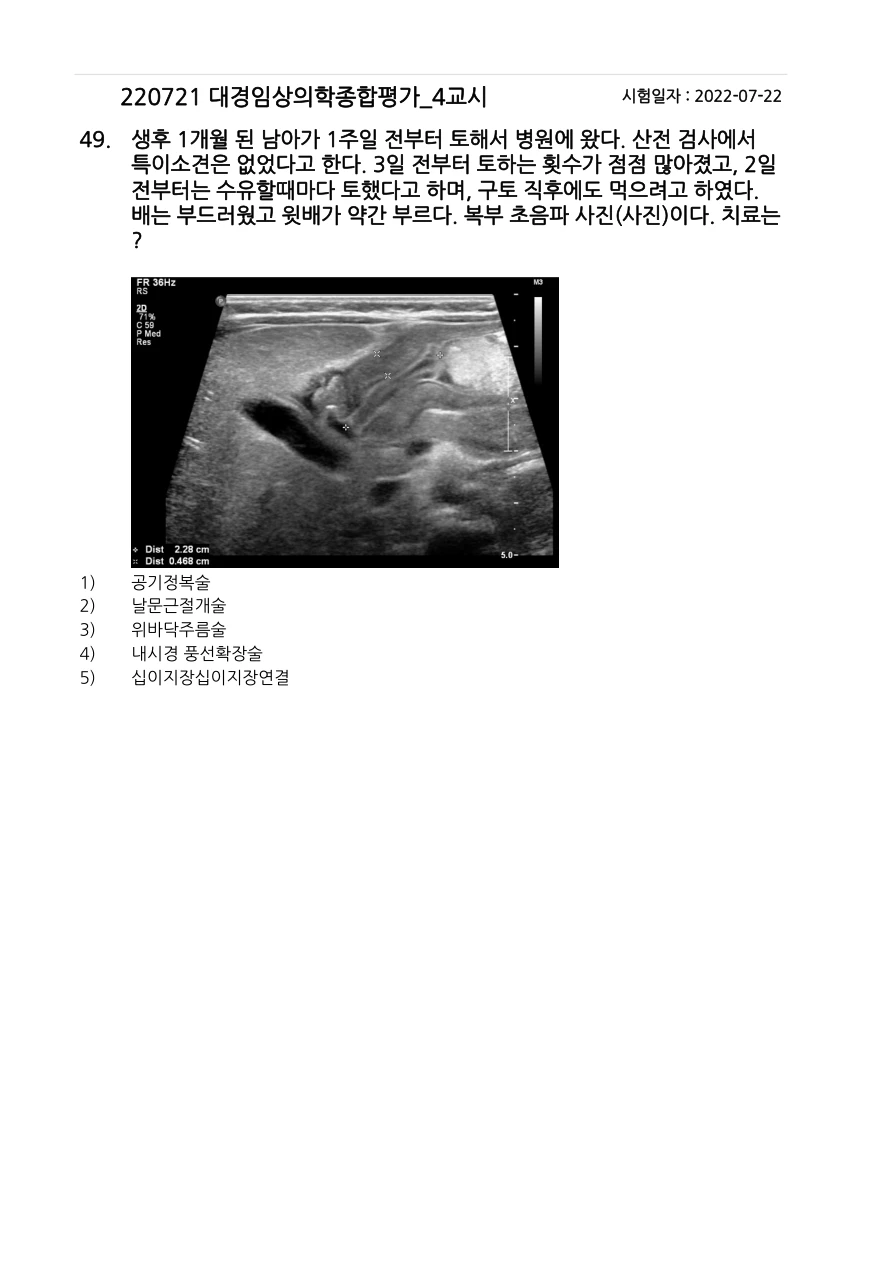 220721 대경임상의학종합평가_4교시 시험일자 : 2022-07-22
49. 생후 1개월 된 남아가 1주일 전부터 토해서 병원에 왔다. 산전 검사에서
특이소견은 없었다고 한다. 3일 전부터 토하는 횟수가 점점 많아졌고, 2일
전부터는 수유할때마다 토했다고 하며, 구토 직후에도 먹으려고 하였다.
배는 부드러웠고 윗배가 약간 부르다. 복부 초음파 사진(사진)이다. 치료는
?
FR 36Hz
RS
2D
71%
C 59
P Med
Res
M3
P
x
Dist 2.28 cm
Dist 0.468 cm
5.0
1) 공기정복술
2) 날문근절개술
3) 위바닥주름술
4) 내시경 풍선확장술
5) 십이지장십이지장연결